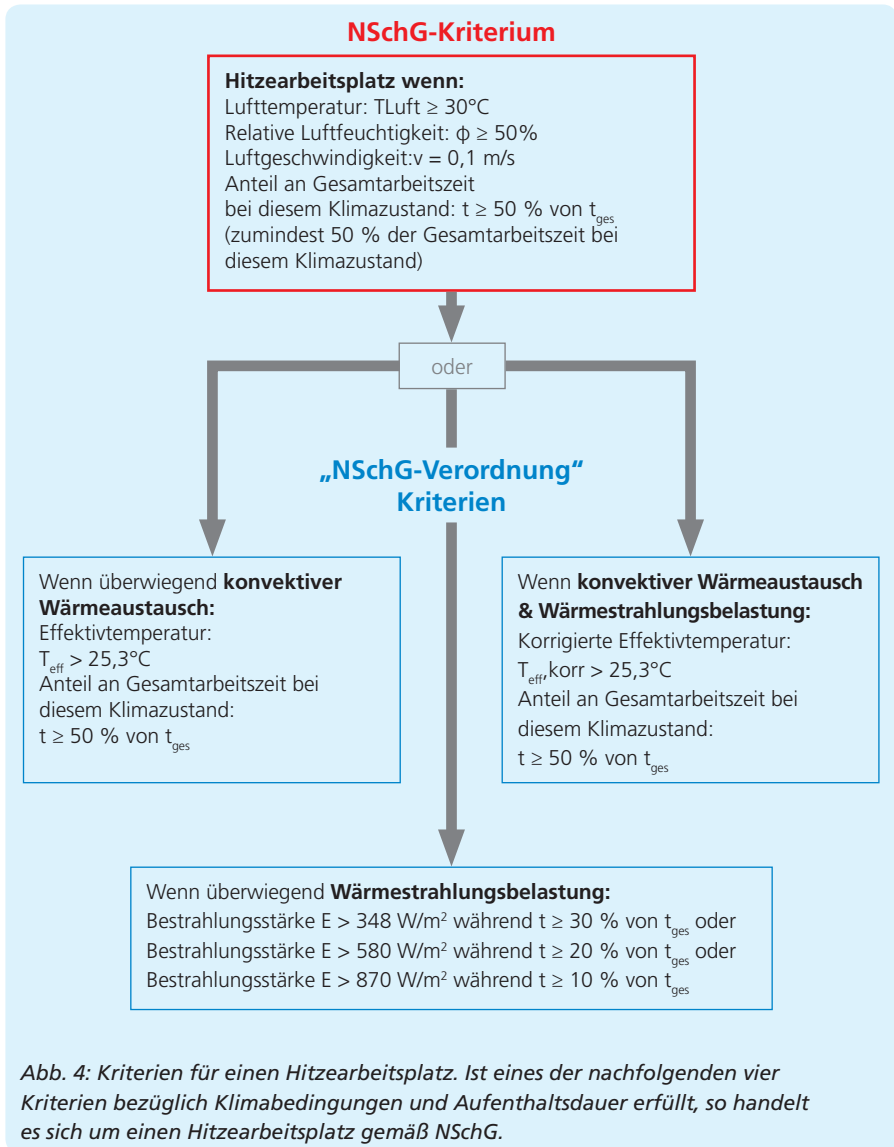 NSchG-Kriterium
Hitzearbeitsplatz wenn:
Lufttemperatur: TLuft ≥ 30°C
Relative Luftfeuchtigkeit: ϕ ≥ 50%
Luftgeschwindigkeit:v = 0,1 m/s
Anteil an Gesamtarbeitszeit
bei diesem Klimazustand: t ≥ 50 % von tges
(zumindest 50 % der Gesamtarbeitszeit bei
diesem Klimazustand)
oder
„NSchG-Verordnung“
Kriterien
Wenn überwiegend konvektiver
Wärmeaustausch:
Effektivtemperatur:
Teff > 25,3°C
Anteil an Gesamtarbeitszeit bei
diesem Klimazustand:
t ≥ 50 % von tges
Wenn konvektiver Wärmeaustausch
& Wärmestrahlungsbelastung:
Korrigierte Effektivtemperatur:
Teff,korr > 25,3°C
Anteil an Gesamtarbeitszeit bei
diesem Klimazustand:
t ≥ 50 % von tges
Wenn überwiegend Wärmestrahlungsbelastung:
Bestrahlungsstärke E > 348 W/m² während t ≥ 30 % von tges oder
Bestrahlungsstärke E > 580 W/m² während t ≥ 20 % von tges oder
Bestrahlungsstärke E > 870 W/m² während t ≥ 10 % von tges
Abb. 4: Kriterien für einen Hitzearbeitsplatz. Ist eines der nachfolgenden vier
Kriterien bezüglich Klimabedingungen und Aufenthaltsdauer erfüllt, so handelt
es sich um einen Hitzearbeitsplatz gemäß NSchG.